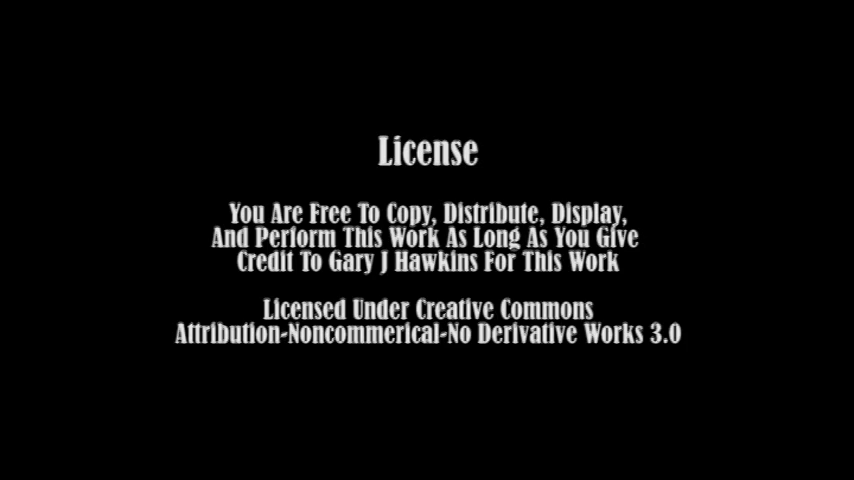 License
You Are Free To Copy, Distribute, Display,
And Perform This Work As Long As You Give
Credit To Gary J Hawkins For This Work
Licensed Under Creative Commons
Attribution-Noncommerical-No Derivative Works 3.0